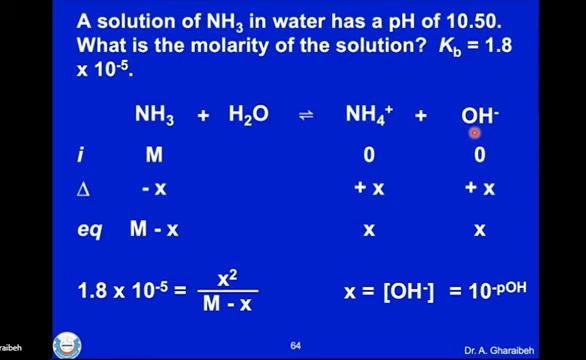 A solution of NH₃ in water has a pH of 10.50.
What is the molarity of the solution? K_b = 1.8
x 10⁻⁵.
NH₃ + H₂O ⇌ NH₄⁺ + OH⁻
i M 0 0
Δ - x + x + x
eq M - x x x
1.8 x 10⁻⁵ = x² / (M - x) x = [OH⁻] = 10^-pOH
raibeh
64
Dr. A. Gharaibeh